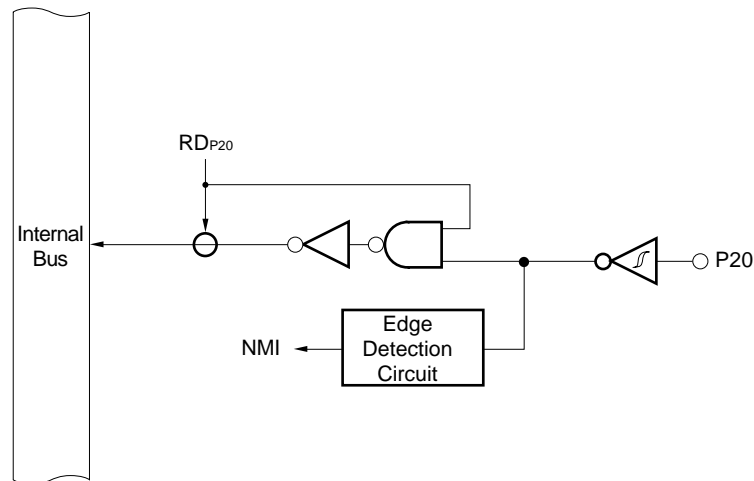 RDP20
Internal
Bus
P20
NMI
Edge
Detection
Circuit